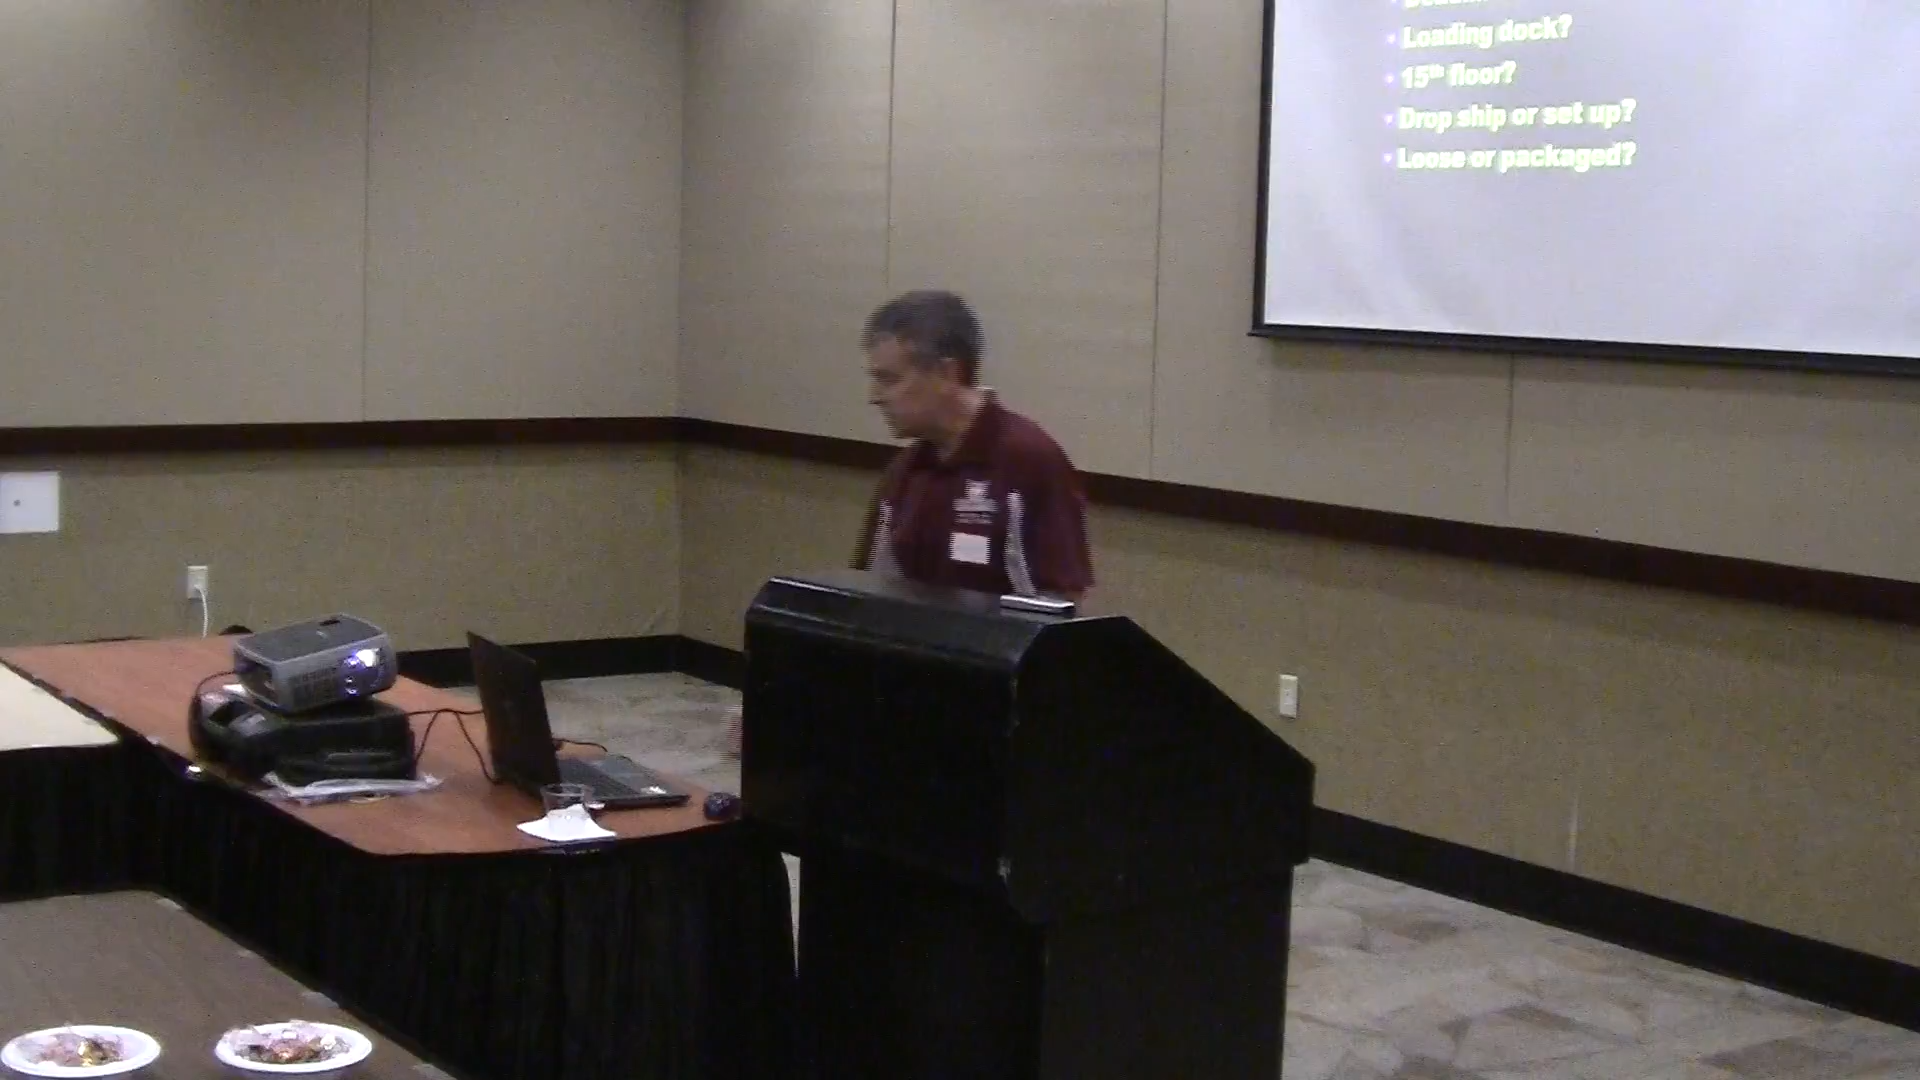 • Loading dock?
• 15th floor?
• Drop ship or set up?
• Loose or packaged?